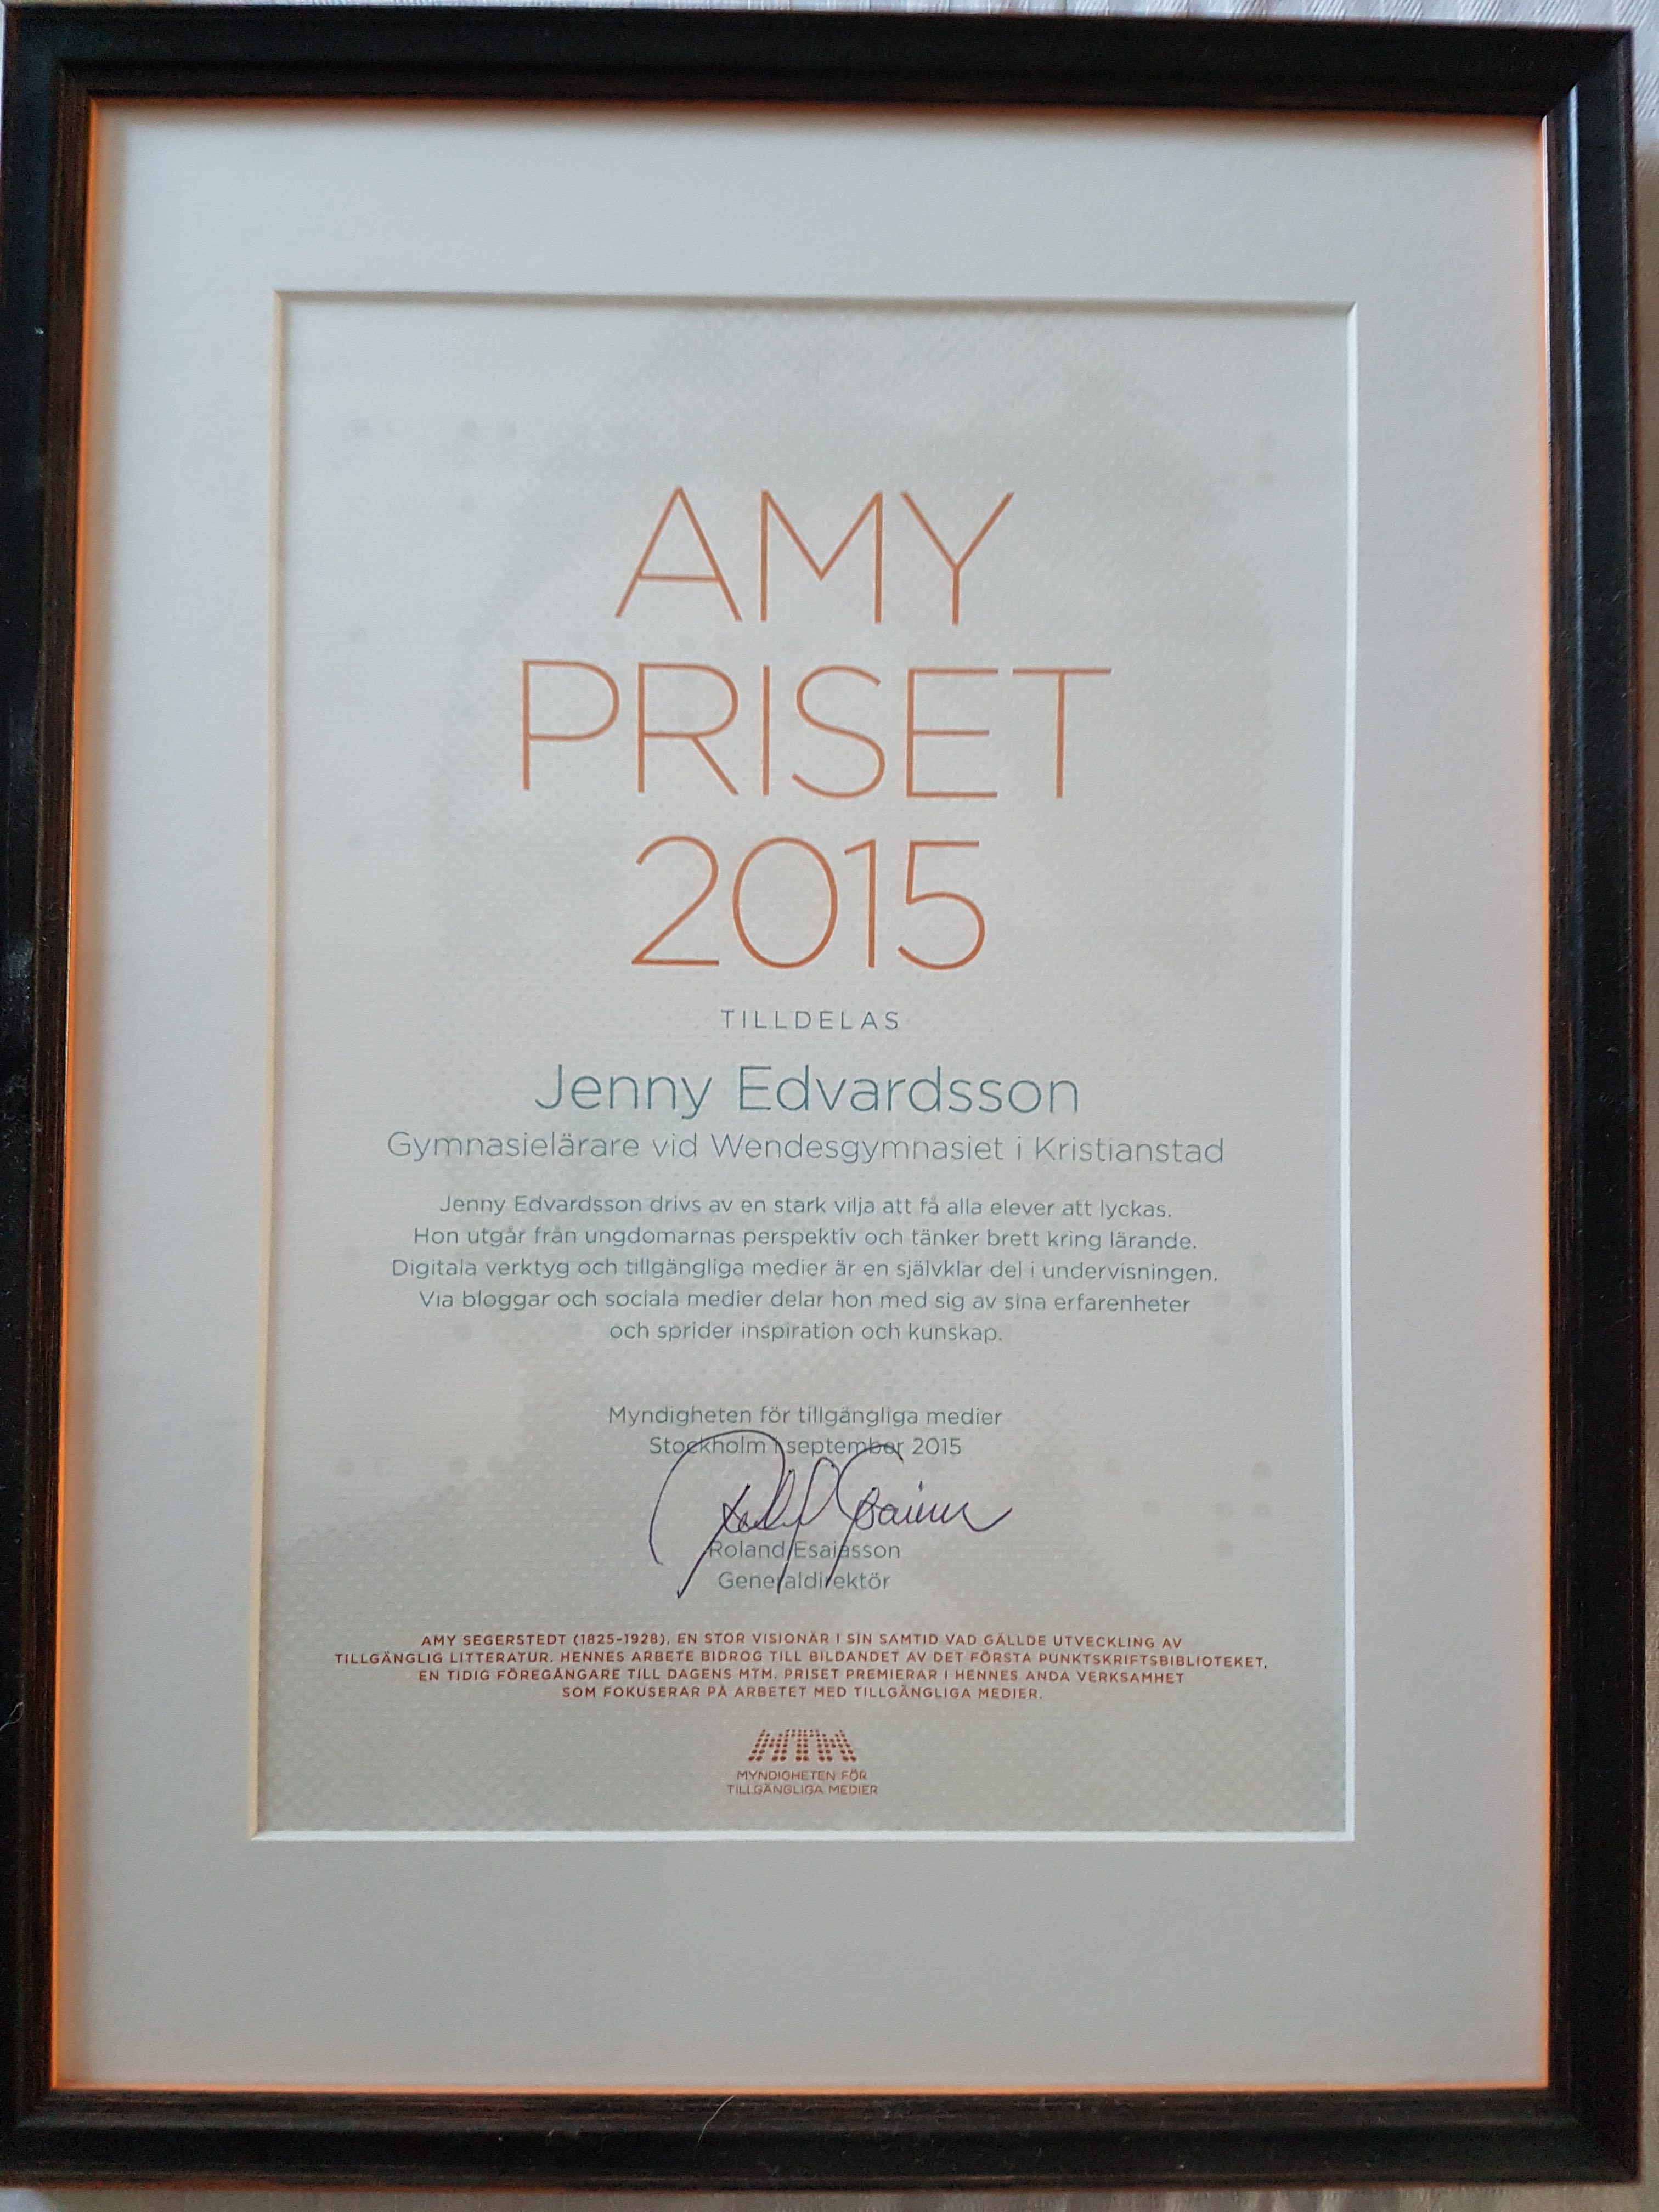 AMY
PRISET
2015
TILLDELAS
Jenny Edvardsson
Gymnasielärare vid Wendesgymnasiet i Kristianstad
Jenny Edvardsson drivs av en stark vilja att få alla elever att lyckas.
Hon utgår från ungdomarnas perspektiv och tänker brett kring lärande.
Digitala verktyg och tillgängliga medier är en självklar del i undervisningen.
Via bloggar och sociala medier delar hon med sig av sina erfarenheter
och sprider inspiration och kunskap.
Myndigheten för tillgängliga medier
Stockholm i september 2015
Roland Esaiasson
Generaldirektör
AMY SEGERSTEDT (1825-1928), EN STOR VISIONÄR I SIN SAMTID VAD GÄLLDE UTVECKLING AV
TILLGÄNGLIG LITTERATUR. HENNES ARBETE BIDROG TILL BILDANDET AV DET FÖRSTA PUNKTSKRIFTSBIBLIOTEKET,
EN TIDIG FÖREGÅNGARE TILL DAGENS MTM. PRISET PREMIERAR I HENNES ANDA VERKSAMHET
SOM FOKUSERAR PÅ ARBETET MED TILLGÄNGLIGA MEDIER.
MTM
MYNDIGHETEN FÖR
TILLGÄNGLIGA MEDIER